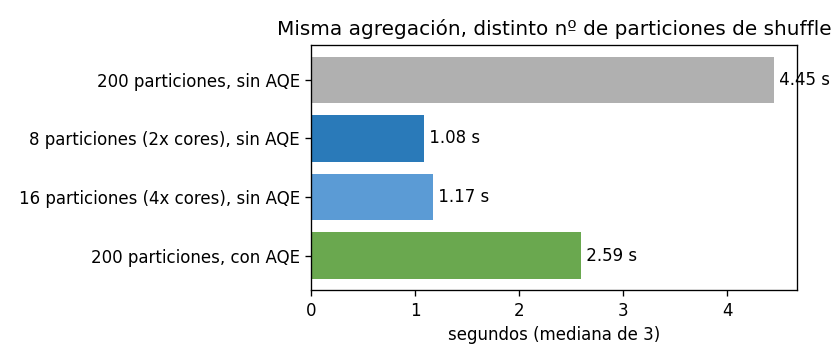 Misma agregación, distinto nº de particiones de shuffle
200 particiones, sin AQE
4.45 s
8 particiones (2x cores), sin AQE
1.08 s
16 particiones (4x cores), sin AQE
1.17 s
200 particiones, con AQE
2.59 s
0 1 2 3 4
segundos (mediana de 3)